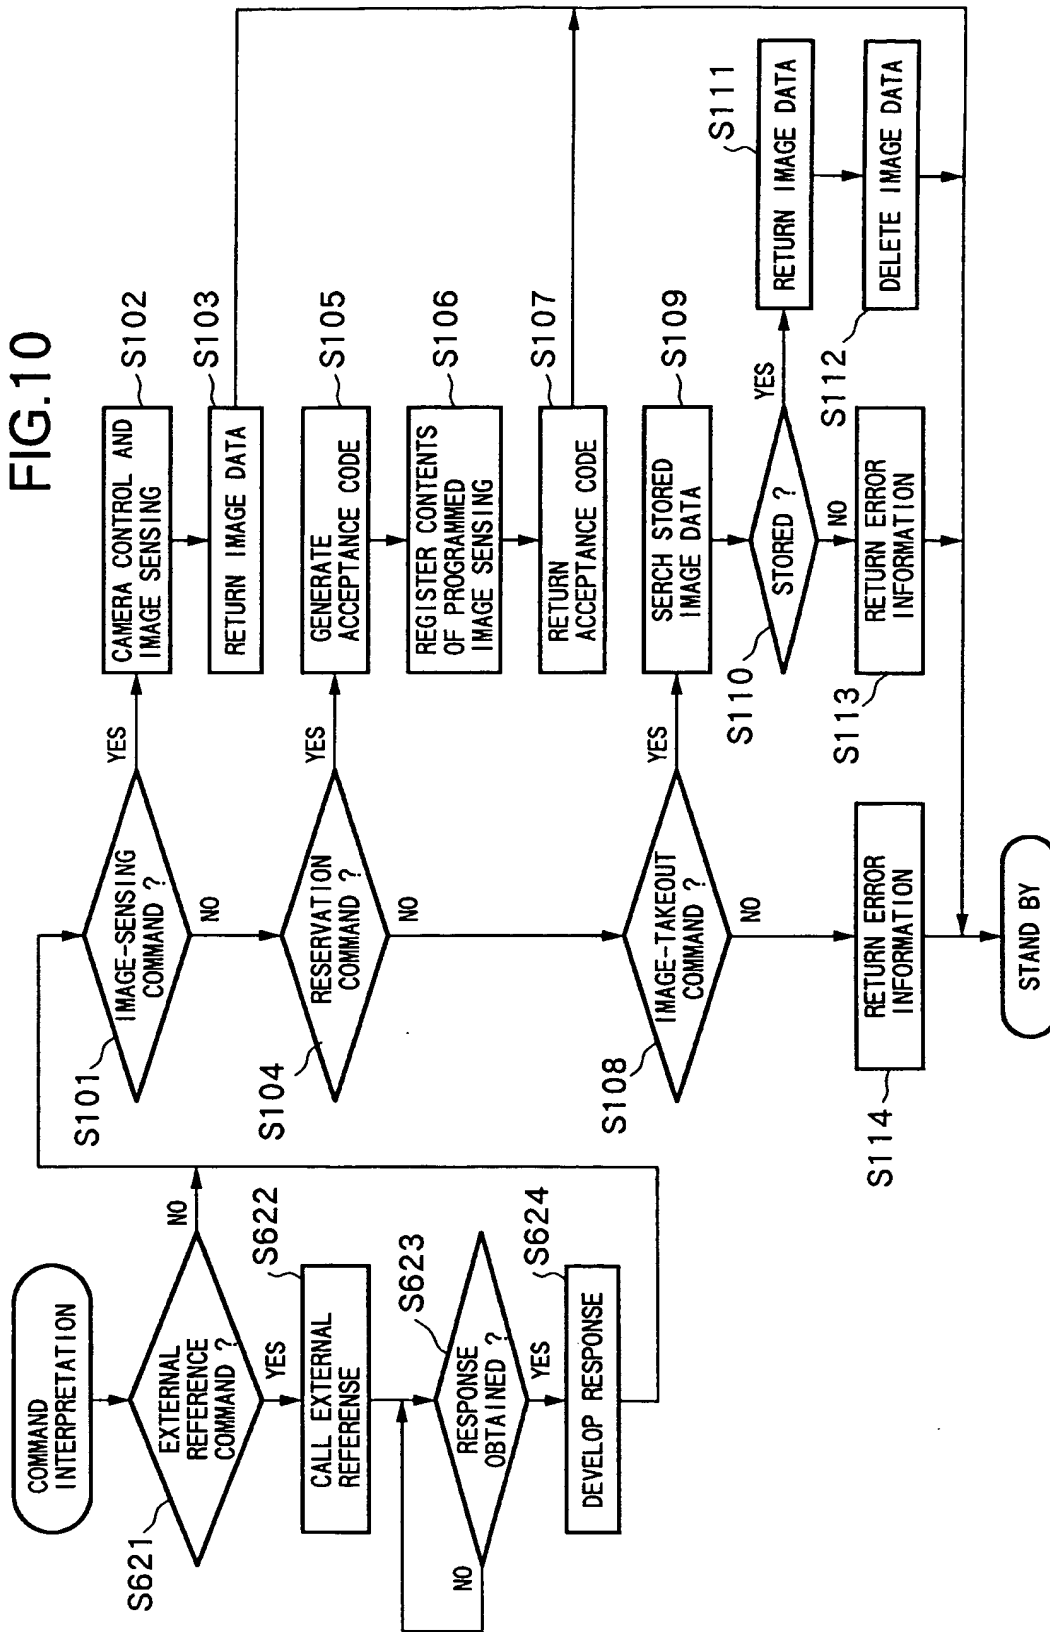 FIG.10
COMMAND
INTERPRETATION
S621
EXTERNAL
REFERENCE
COMMAND ?
NO
YES
S622
CALL EXTERNAL
REFERENSE
S623
RESPONSE
OBTAINED ?
NO
YES
S624
DEVELOP RESPONSE
S101
IMAGE-SENSING
COMMAND ?
YES
NO
S102
CAMERA CONTROL AND
IMAGE SENSING
S103
RETURN IMAGE DATA
S104
RESERVATION
COMMAND ?
YES
NO
S105
GENERATE
ACCEPTANCE CODE
S106
REGISTER CONTENTS
OF PROGRAMMED
IMAGE SENSING
S107
RETURN
ACCEPTANCE CODE
S108
IMAGE-TAKEOUT
COMMAND ?
YES
NO
S109
SERCH STORED
IMAGE DATA
S110
STORED ?
YES
NO
S111
RETURN IMAGE DATA
S112
DELETE IMAGE DATA
S113
RETURN ERROR
INFORMATION
S114
RETURN ERROR
INFORMATION
STAND BY